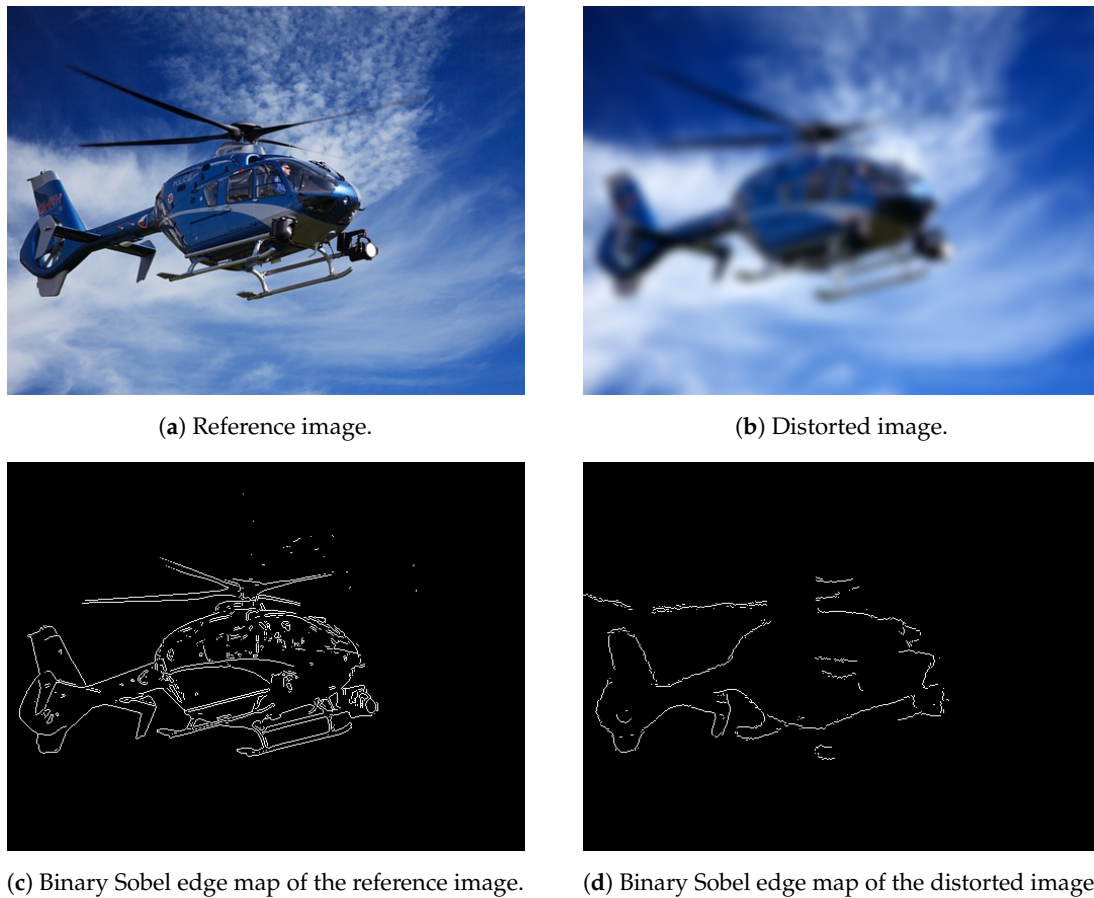 (a) Reference image.
(b) Distorted image.
(c) Binary Sobel edge map of the reference image.
(d) Binary Sobel edge map of the distorted image